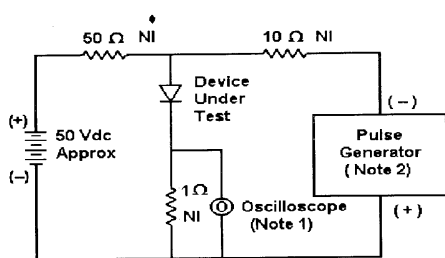 50 Ω NI
10 Ω NI
Device
Under
Test
(−)
(+)
50 Vdc
Approx
(−)
Pulse
Generator
(Note 2)
1Ω
NI
Oscilloscope
(Note 1)
(+)